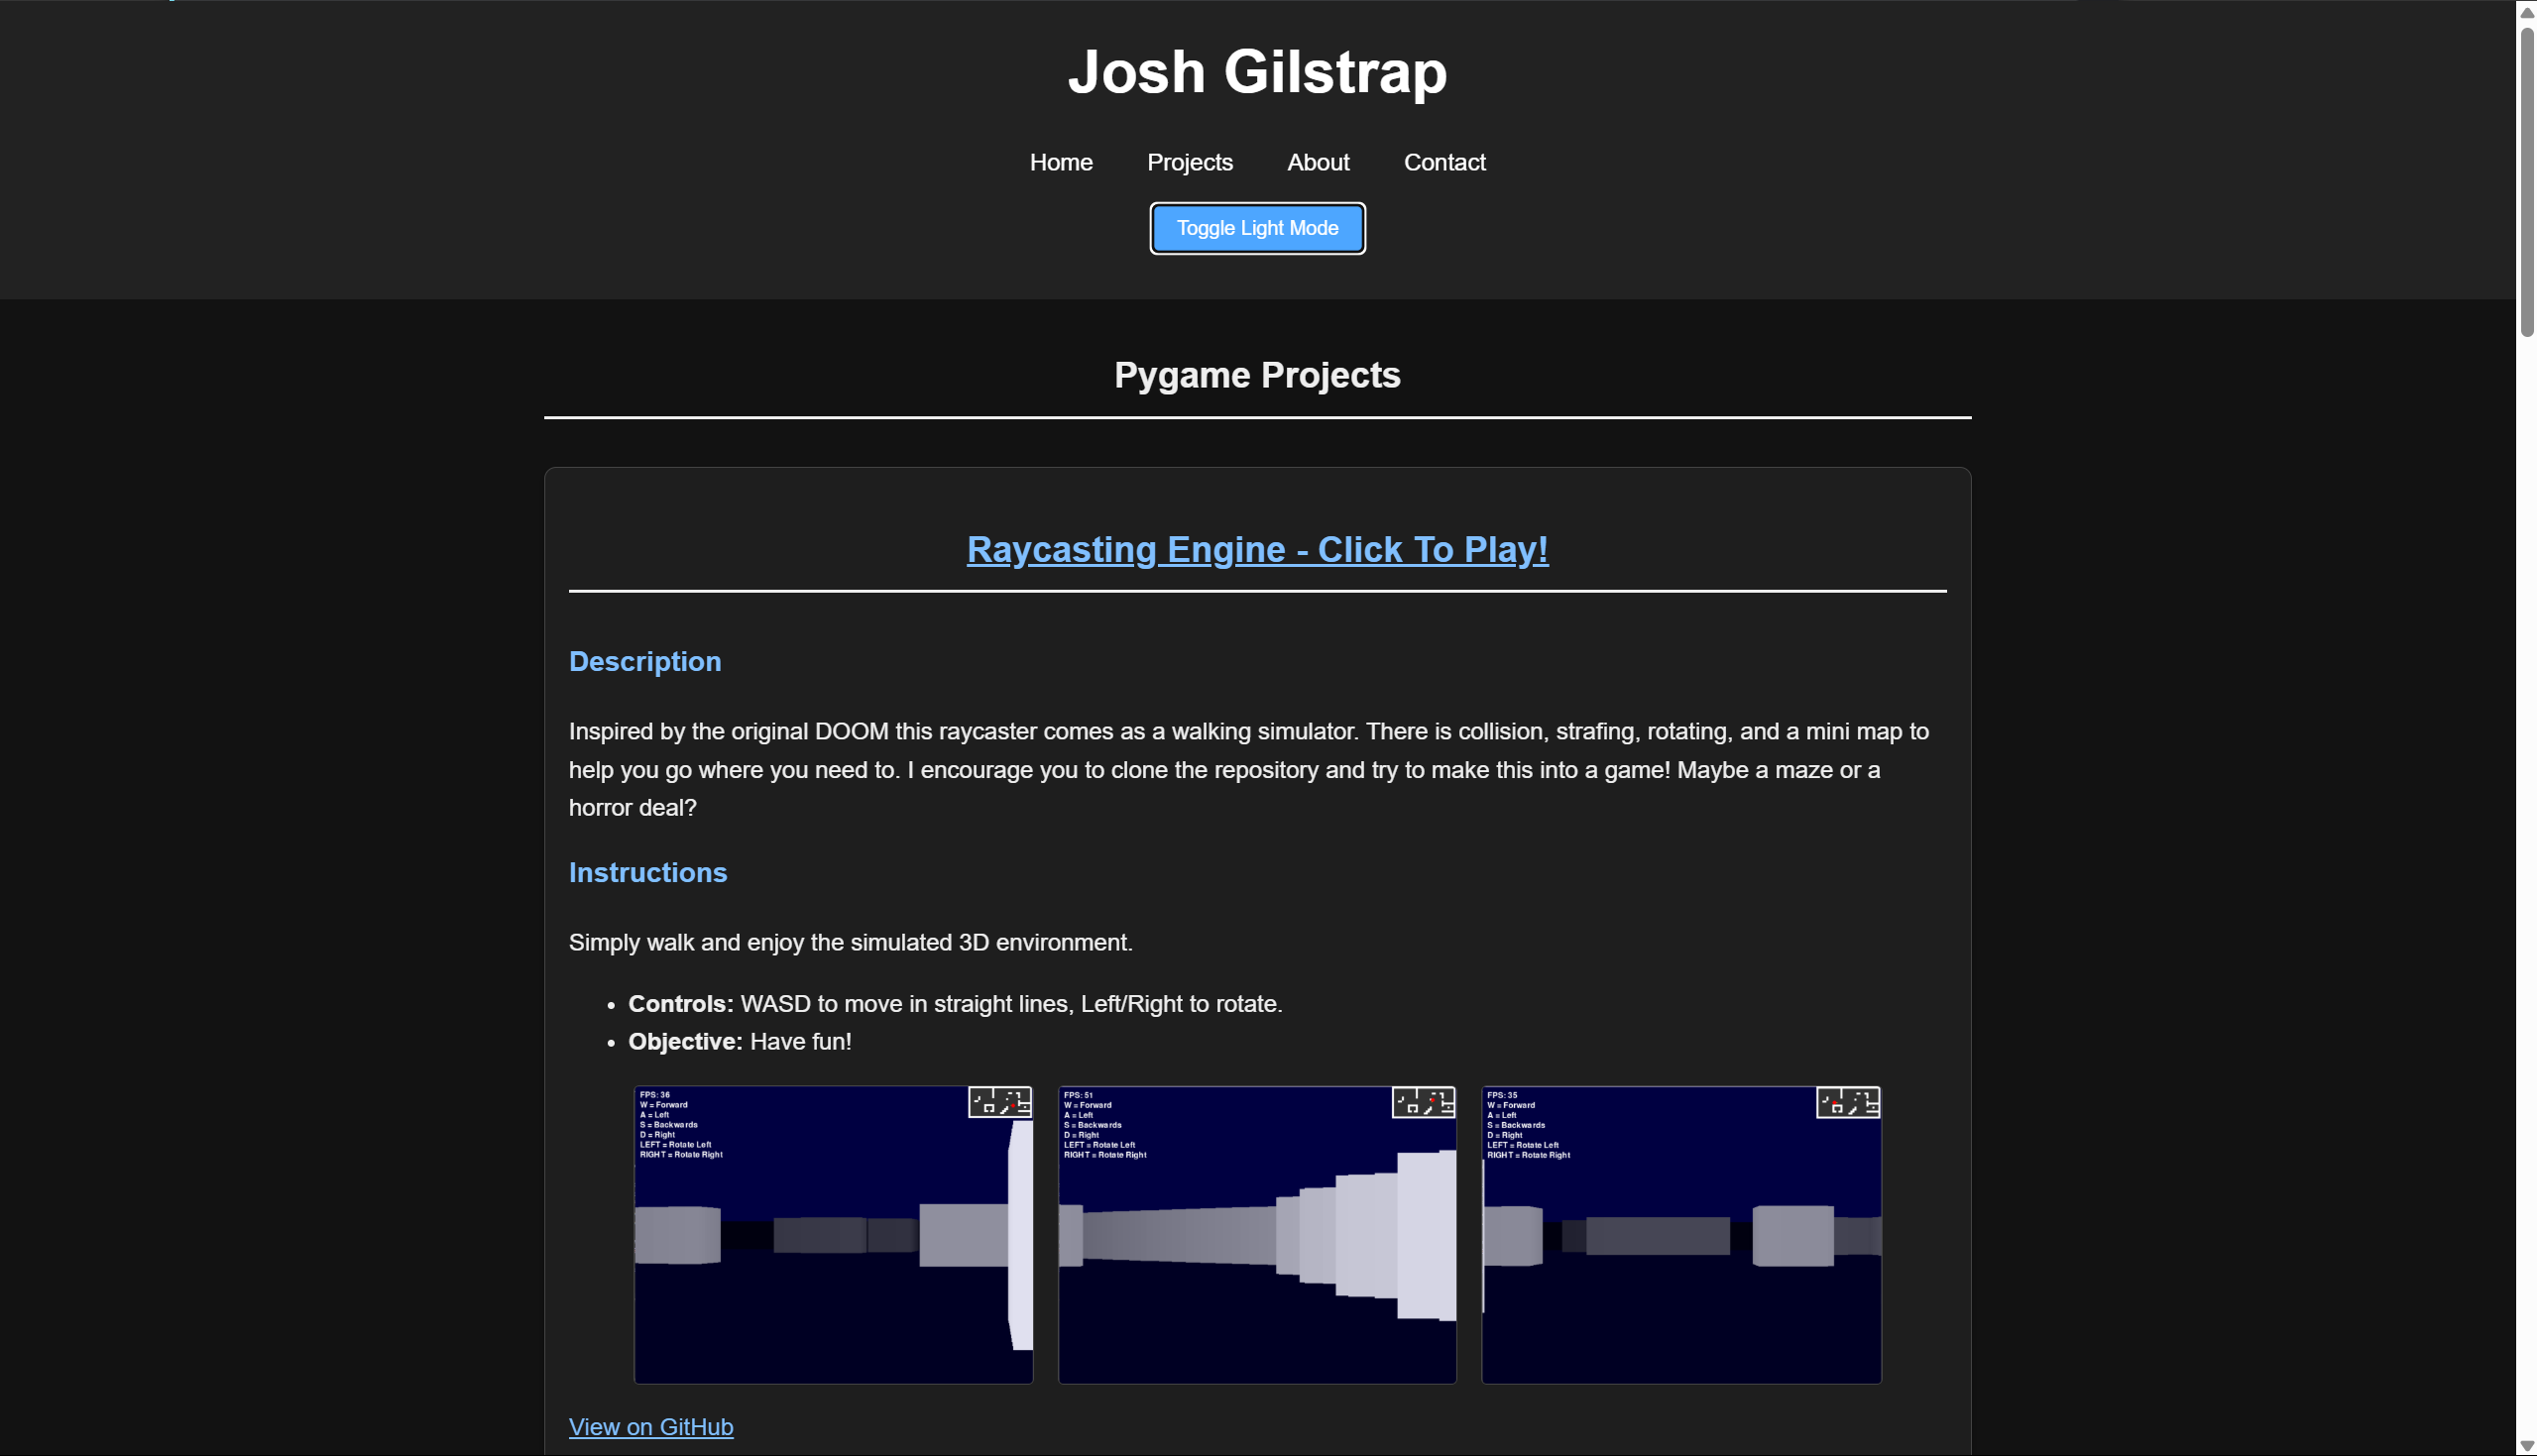 Josh Gilstrap
Home Projects About Contact
Toggle Light Mode
Pygame Projects
Raycasting Engine - Click To Play!
Description
Inspired by the original DOOM this raycaster comes as a walking simulator. There is collision, strafing, rotating, and a mini map to
help you go where you need to. I encourage you to clone the repository and try to make this into a game! Maybe a maze or a
horror deal?
Instructions
Simply walk and enjoy the simulated 3D environment.
• Controls: WASD to move in straight lines, Left/Right to rotate.
• Objective: Have fun!
FPS: 36
W = Forward
A = Left
S = Backwards
D = Right
LEFT = Rotate Left
RIGHT = Rotate Right
FPS: 51
W = Forward
A = Left
S = Backwards
D = Right
LEFT = Rotate Left
RIGHT = Rotate Right
FPS: 35
W = Forward
A = Left
S = Backwards
D = Right
LEFT = Rotate Left
RIGHT = Rotate Right
View on GitHub